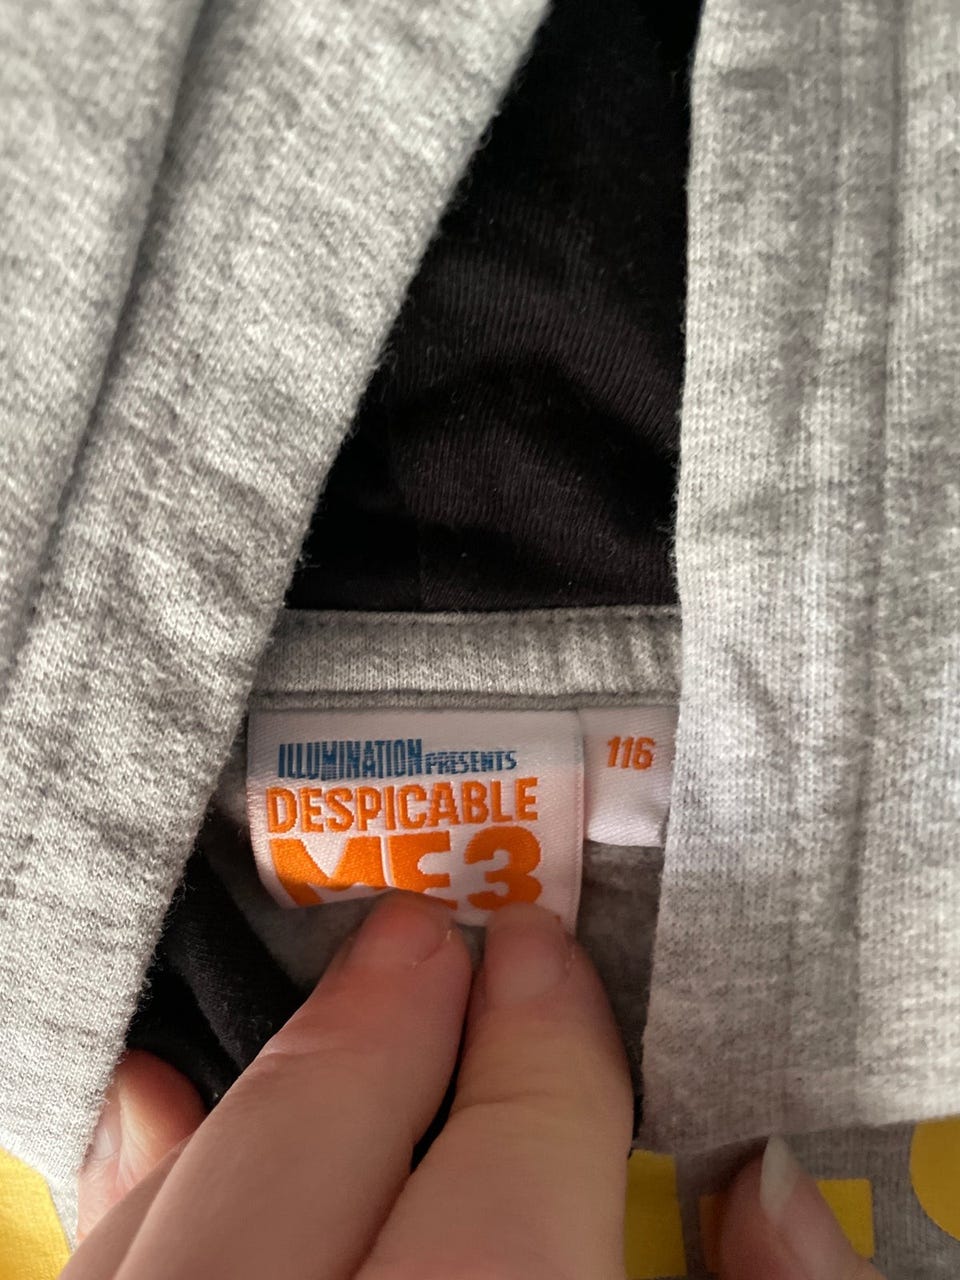 ILLUMINATION PRESENTS
DESPICABLE
ME3
116